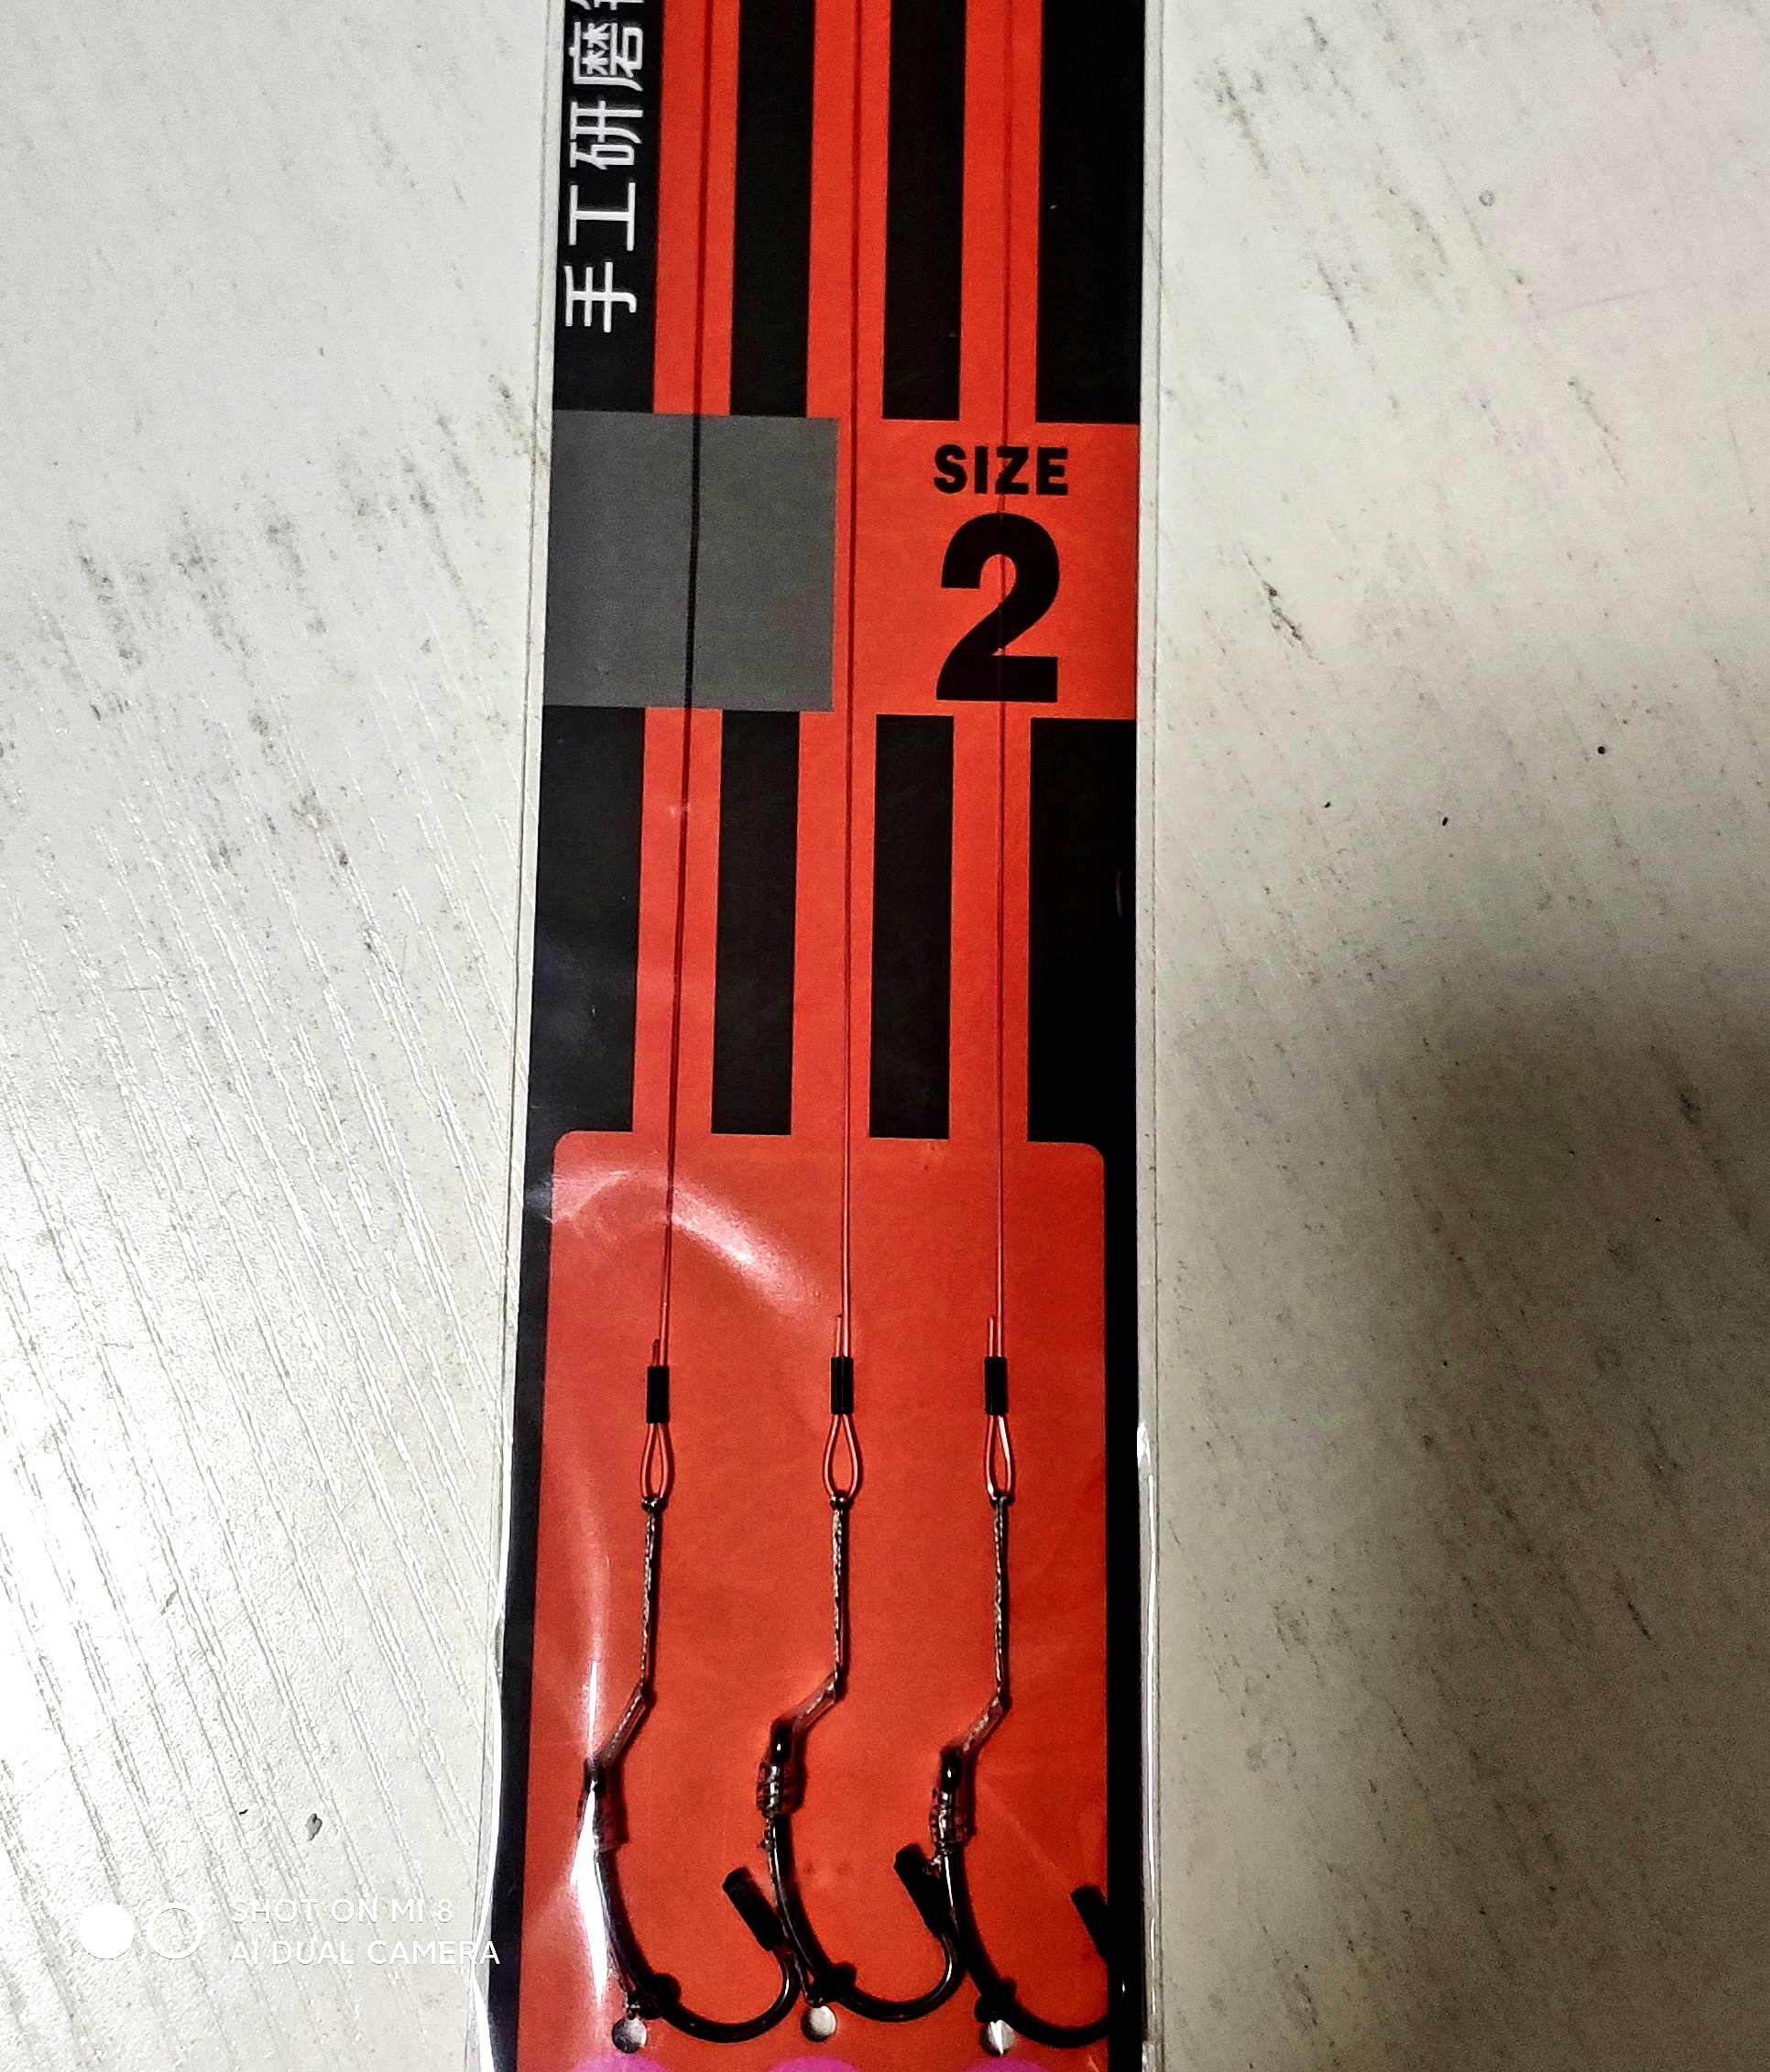 手工研磨
SIZE
2
SHOT ON MI 8
AI DUAL CAMERA